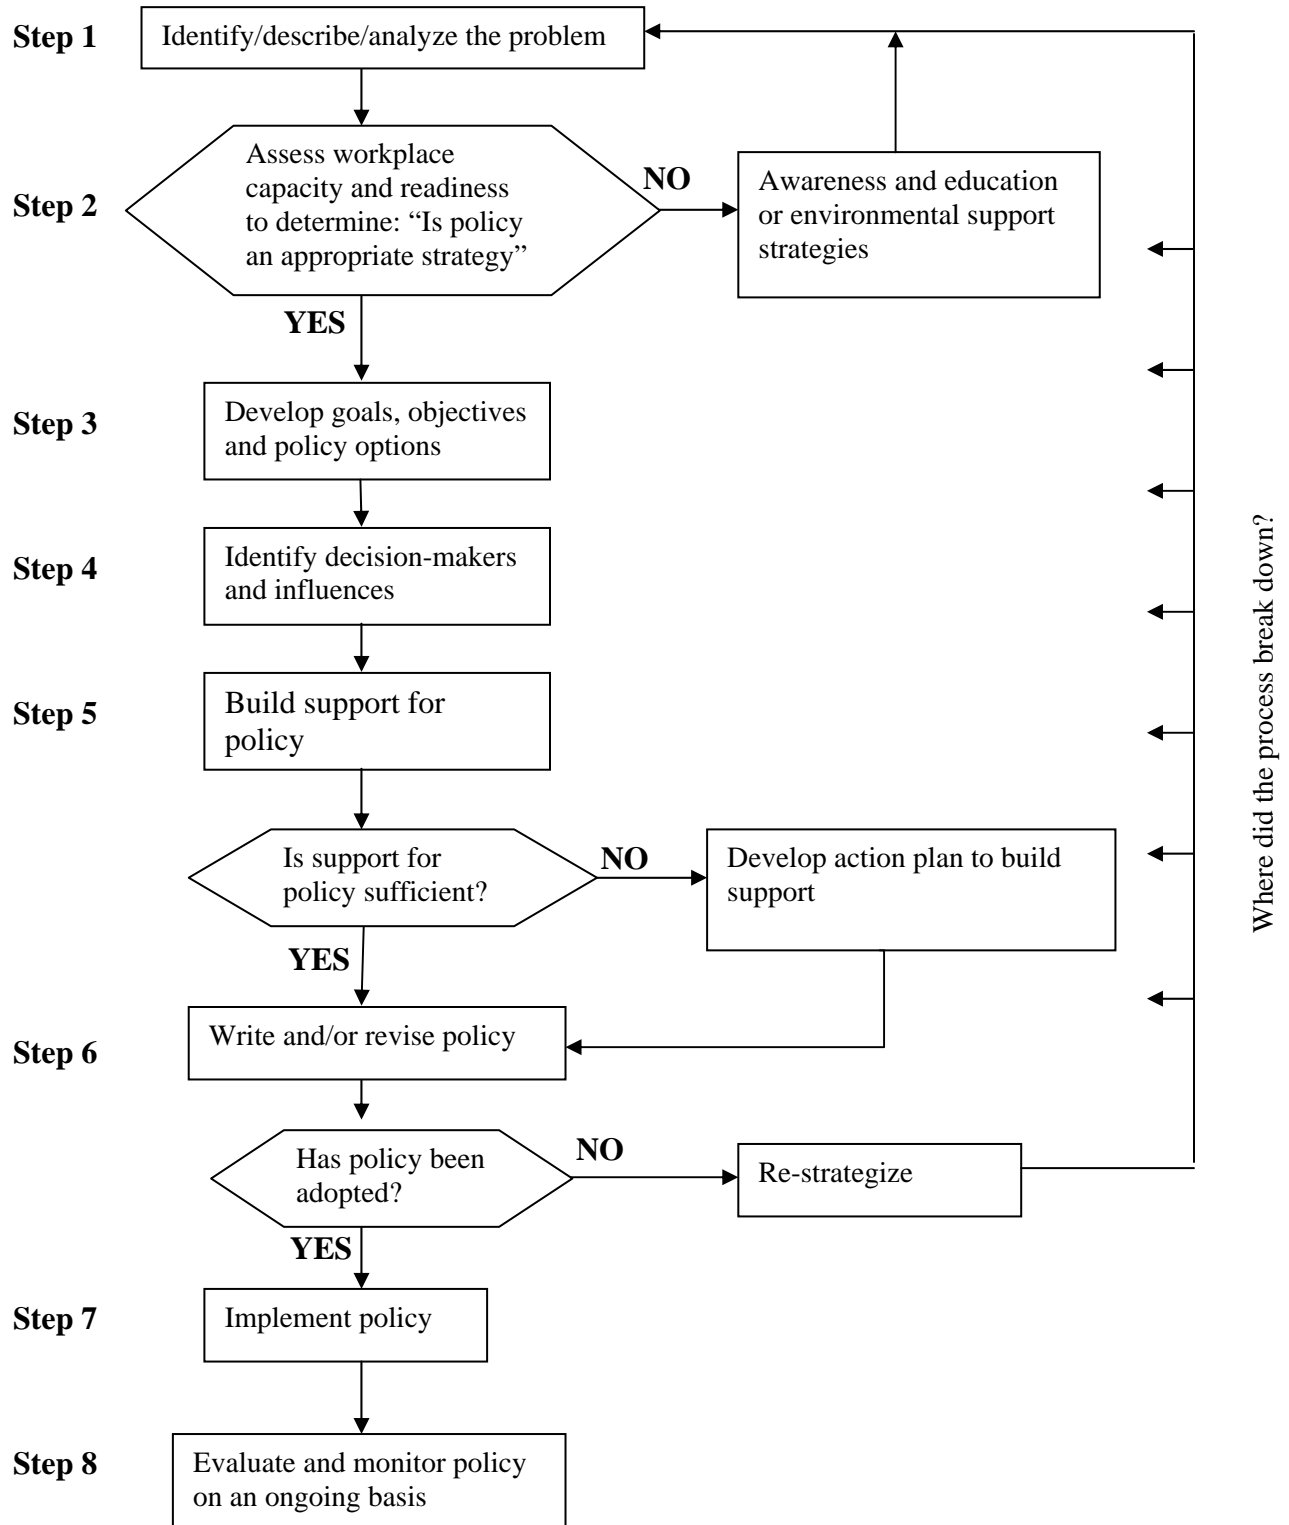 Step 1
Identify/describe/analyze the problem
Step 2
Assess workplace
capacity and readiness
to determine: “Is policy
an appropriate strategy”
NO
Awareness and education
or environmental support
strategies
YES
Step 3
Develop goals, objectives
and policy options
Step 4
Identify decision-makers
and influences
Step 5
Build support for
policy
Is support for
policy sufficient?
NO
Develop action plan to build
support
YES
Step 6
Write and/or revise policy
Has policy been
adopted?
NO
Re-strategize
YES
Step 7
Implement policy
Step 8
Evaluate and monitor policy
on an ongoing basis
Where did the process break down?